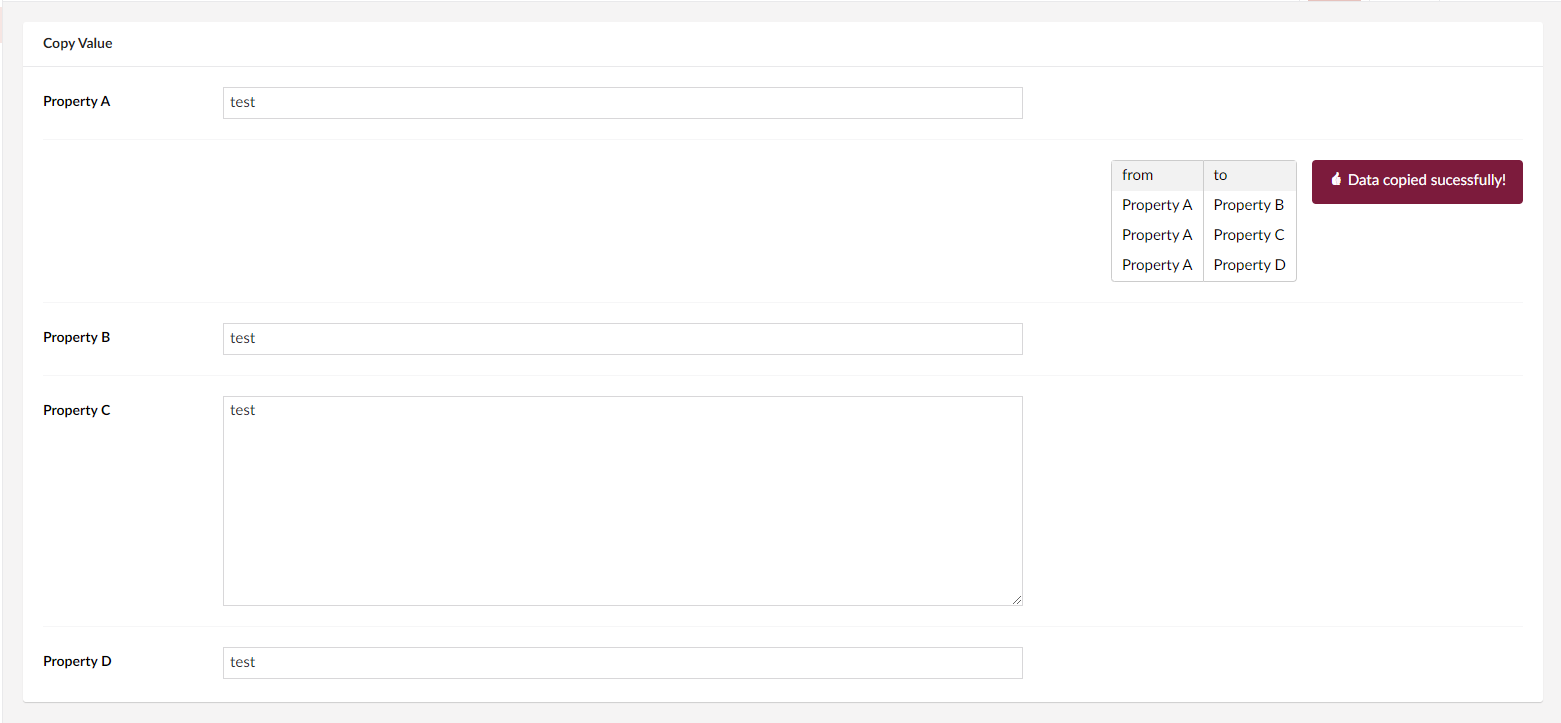 Copy Value
Property A
test
from to
Data copied sucessfully!
Property A Property B
Property A Property C
Property A Property D
Property B
test
Property C
test
Property D
test